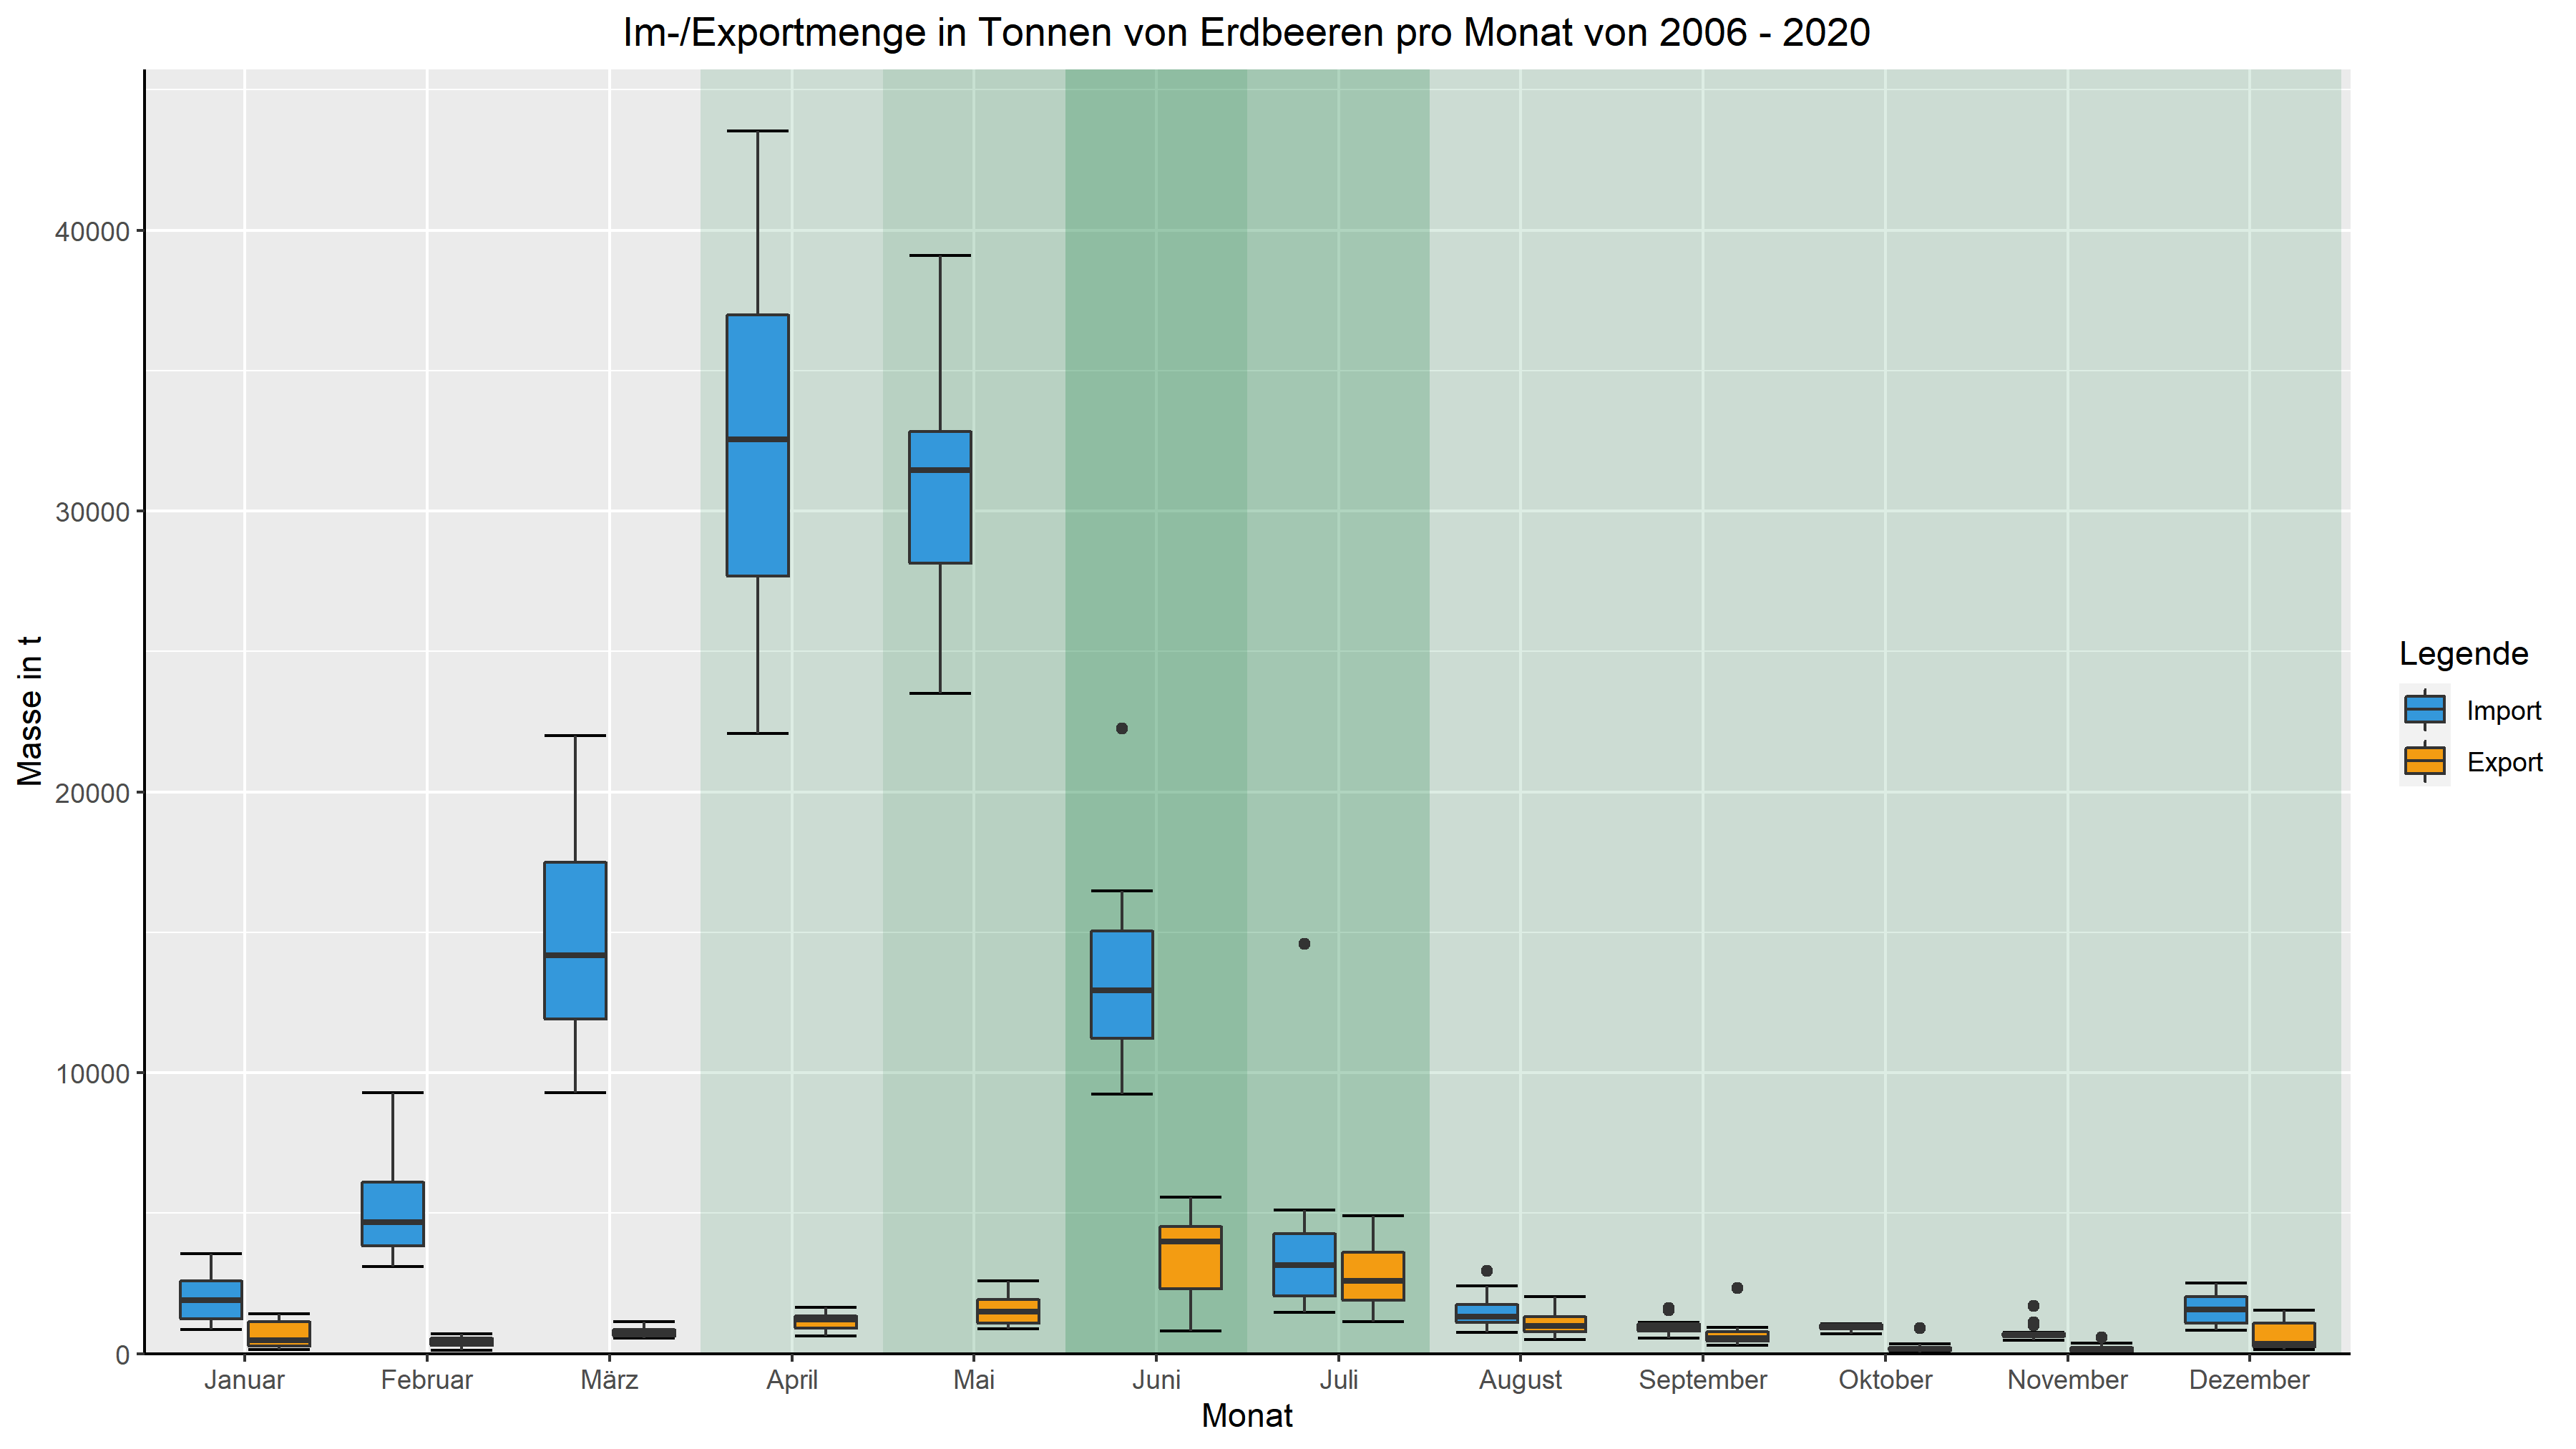 Im-/Exportmenge in Tonnen von Erdbeeren pro Monat von 2006 - 2020
Masse in t
40000
30000
20000
10000
0
Januar Februar März April Mai Juni Juli August September Oktober November Dezember
Monat
Legende
Import
Export